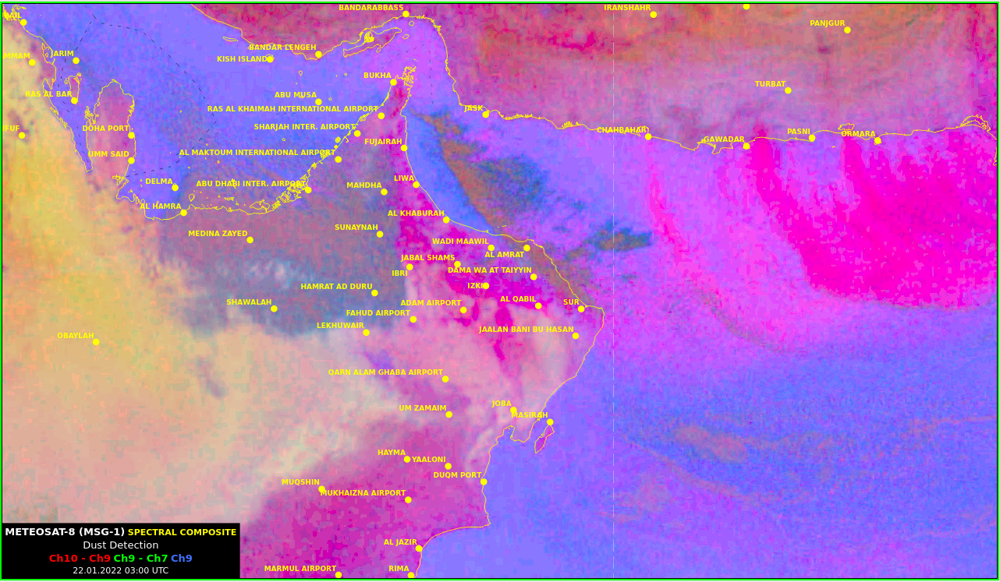 BANDARABBASS
IRANSHAHR
BAIL
PANJGUR
BANDAR LENGEH
MMAM
JARIM
KISH ISLAND
BUKHA
TURBAT
RAS AL BAR
ABU MUSA
RAS AL KHAIMAH INTERNATIONAL AIRPORT
JASK
UFUF
DOHA PORT
SHARJAH INTER. AIRPORT
CHAHBAHAR
PASNI
ORMARA
GAWADAR
FUJAIRAH
UMM SAID
AL MAKTOUM INTERNATIONAL AIRPORT
DELMA
ABU DHABI INTER. AIRPORT
MAHDHA
LIWA
AL HAMRA
AL KHABURAH
MEDINA ZAYED
SUNAYNAH
WADI MAAWIL
AL AMRAT
JABAL SHAMS
IBRI
DAMA WA AT TAIYYIN
HAMRAT AD DURU
IZKI
SHAWALAH
ADAM AIRPORT
AL QABIL
SUR
FAHUD AIRPORT
LEKHUWAIR
JAALAN BANI BU HASAN
OBAYLAH
QARN ALAM GHABA AIRPORT
UM ZAMAIM
JOBA
MASIRAH
HAYMA
YAALONI
DUQM PORT
MUQSHIN
MUKHAIZNA AIRPORT
AL JAZIR
MARMUL AIRPORT
RIMA
METEOSAT-8 (MSG-1) SPECTRAL COMPOSITE
Dust Detection
Ch10 - Ch9 Ch9 - Ch7 Ch9
22.01.2022 03:00 UTC